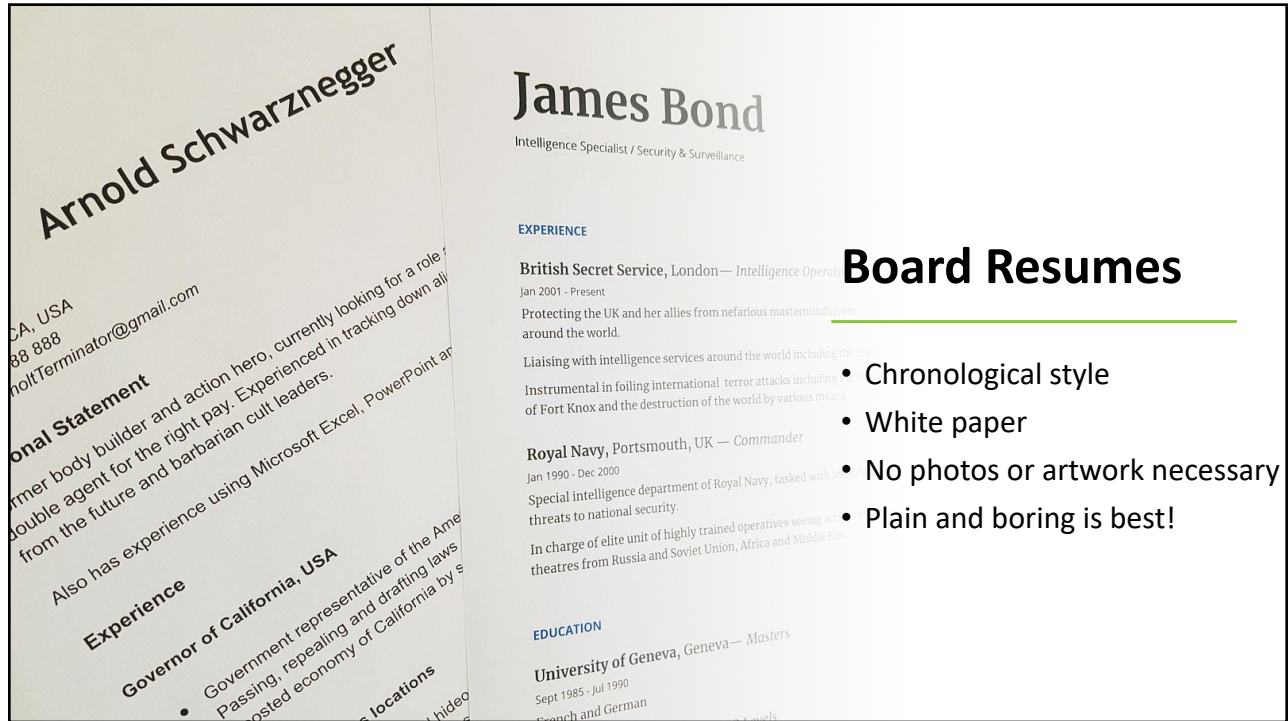 Arnold Schwarznegger
CA, USA
88 888
noltTerminator@gmail.com
onal Statement
ormer body builder and action hero, currently looking for a role
double agent for the right pay. Experienced in tracking down ali
from the future and barbarian cult leaders.
Also has experience using Microsoft Excel, PowerPoint an
Experience
Governor of California, USA
• Government representative of the Ame
Passing, repealing and drafting laws
osted economy of California by s
s locations
hideo
James Bond
Intelligence Specialist / Security & Surveillance
EXPERIENCE
British Secret Service, London— Intelligence Operati
Jan 2001 - Present
Protecting the UK and her allies from nefarious masterminds from
around the world.
Liaising with intelligence services around the world including the CIA
Instrumental in foiling international terror attacks including
of Fort Knox and the destruction of the world by various means.
Royal Navy, Portsmouth, UK — Commander
Jan 1990 - Dec 2000
Special intelligence department of Royal Navy, tasked with
threats to national security.
In charge of elite unit of highly trained operatives seeing
theatres from Russia and Soviet Union, Africa and Middle East.
EDUCATION
University of Geneva, Geneva— Masters
Sept 1985 - Jul 1990
French and German
Board Resumes
• Chronological style
• White paper
• No photos or artwork necessary
• Plain and boring is best!